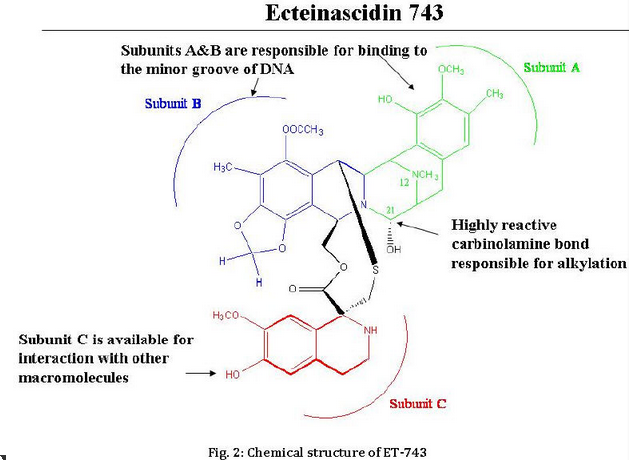 Ecteinascidin 743
Subunits A&B are responsible for binding to
the minor groove of DNA
Subunit A
Subunit B
OCH₃
HO
CH₃
OOCCH₃
H₃C
NCH₃
12
N
21
O
O
H
H
OH
Highly reactive
carbinolamine bond
responsible for alkylation
O
S
O
H₃CO
NH
HO
Subunit C is available for
interaction with other
macromolecules
Subunit C
Fig. 2: Chemical structure of ET-743